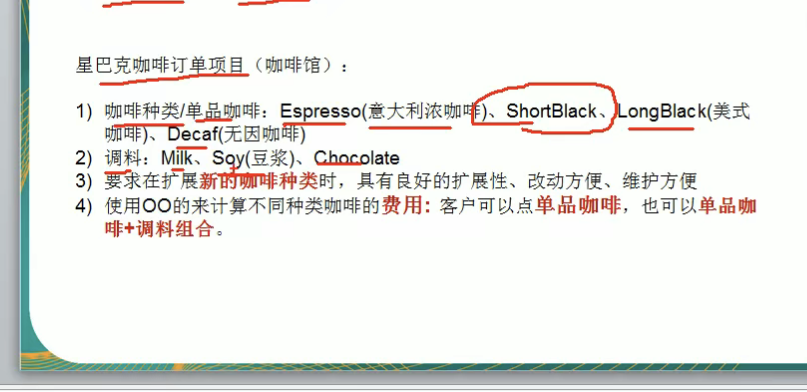 星巴克咖啡订单项目（咖啡馆）：
1) 咖啡种类/单品咖啡：Espresso(意大利浓咖啡)、ShortBlack、LongBlack(美式
咖啡)、Decaf(无因咖啡)
2) 调料：Milk、Soy(豆浆)、Chocolate
3) 要求在扩展新的咖啡种类时，具有良好的扩展性、改动方便、维护方便
4) 使用OO的来计算不同种类咖啡的费用: 客户可以点单品咖啡，也可以单品咖
啡+调料组合。